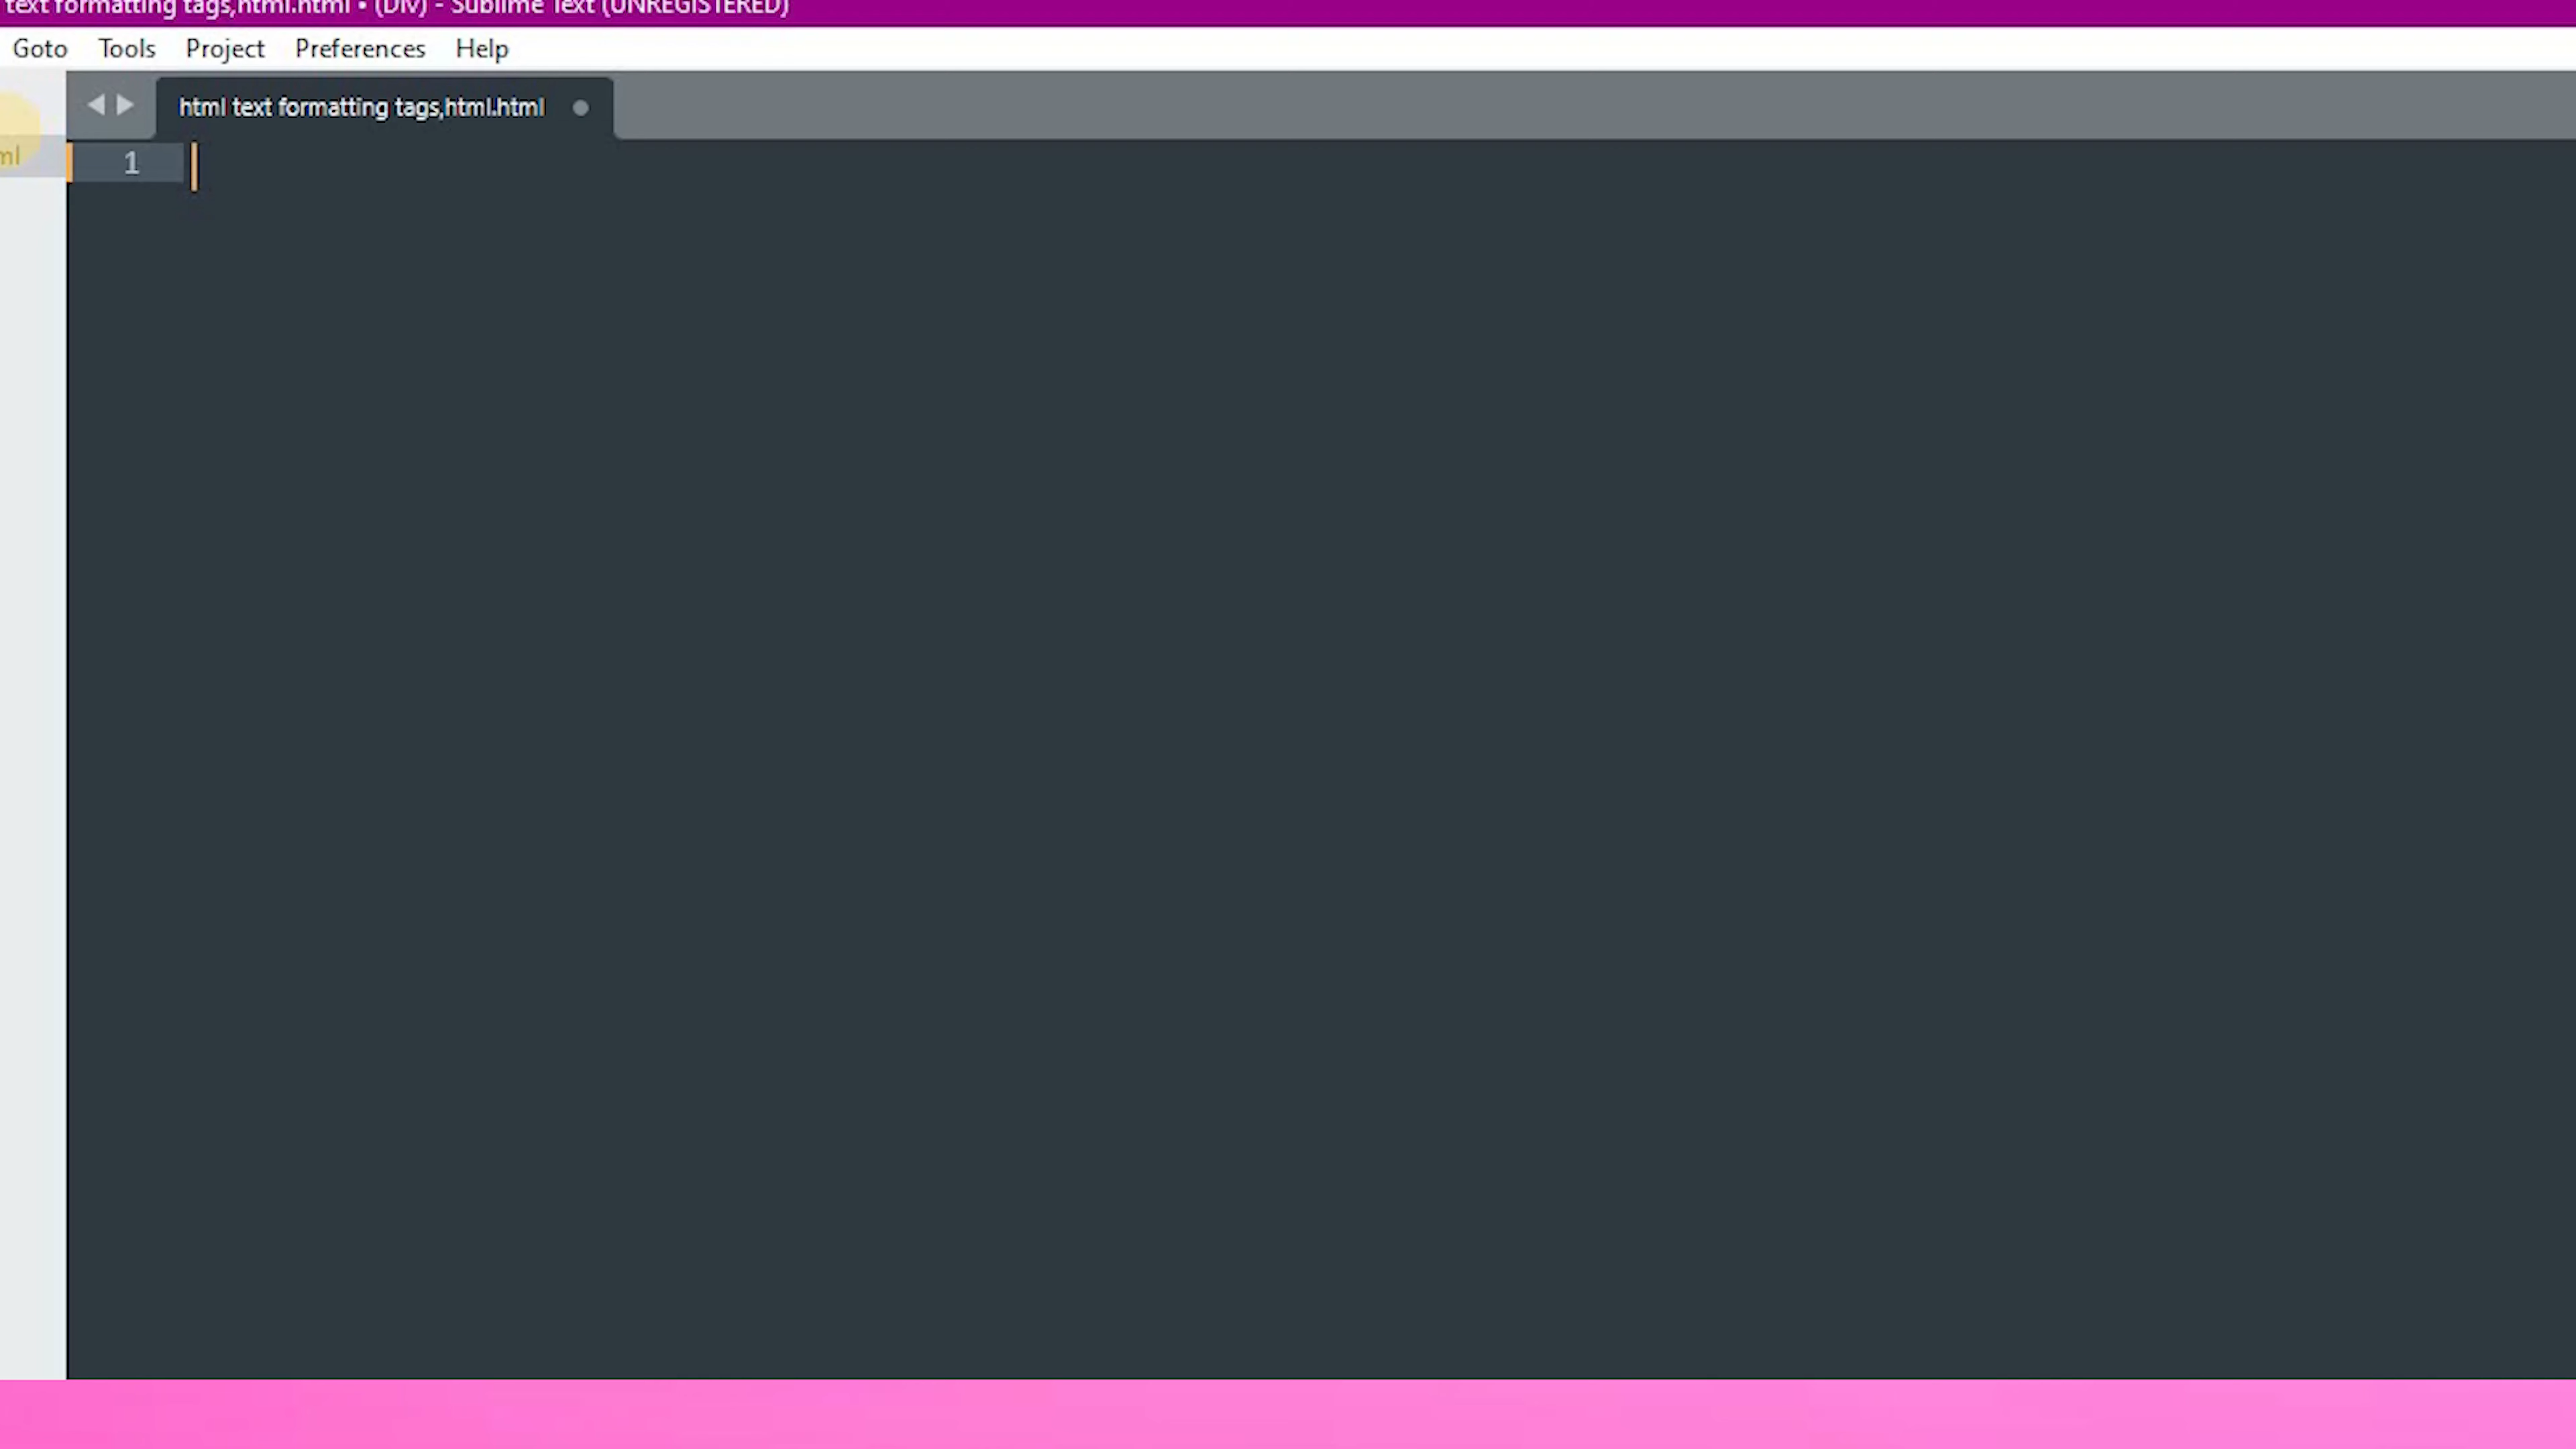 text formatting tags,html.html • (Div) - Sublime Text (UNREGISTERED)
Goto Tools Project Preferences Help
html text formatting tags,html.html
ml
1